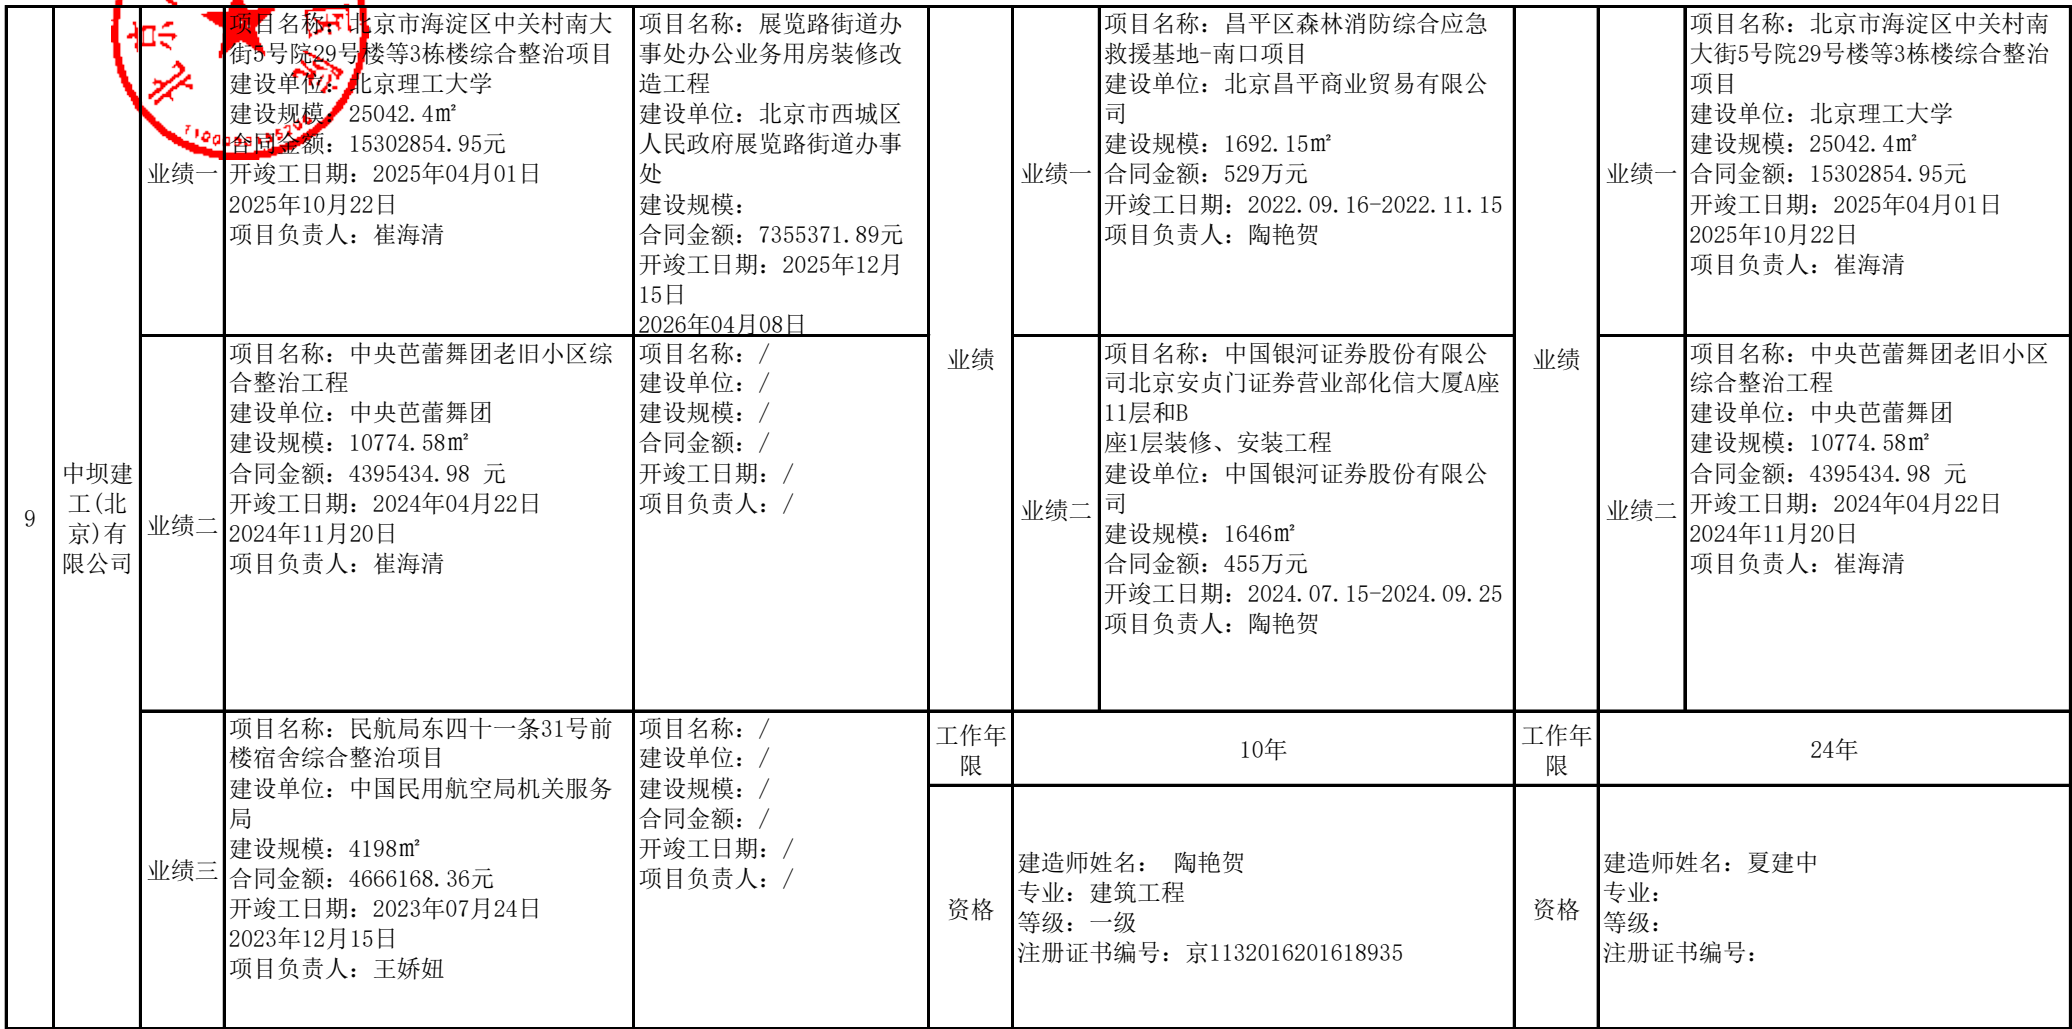 9
中坝建
工(北
京)有
限公司
业绩一
项目名称：北京市海淀区中关村南大
街5号院29号楼等3栋楼综合整治项目
建设单位：北京理工大学
建设规模：25042.4㎡
合同金额：15302854.95元
开竣工日期：2025年04月01日
2025年10月22日
项目负责人：崔海清
项目名称：展览路街道办
事处办公业务用房装修改
造工程
建设单位：北京市西城区
人民政府展览路街道办事
处
建设规模：
合同金额：7355371.89元
开竣工日期：2025年12月
15日
2026年04月08日
业绩二
项目名称：中央芭蕾舞团老旧小区综
合整治工程
建设单位：中央芭蕾舞团
建设规模：10774.58㎡
合同金额：4395434.98 元
开竣工日期：2024年04月22日
2024年11月20日
项目负责人：崔海清
项目名称：/
建设单位：/
建设规模：/
合同金额：/
开竣工日期：/
项目负责人：/
业绩三
项目名称：民航局东四十一条31号前
楼宿舍综合整治项目
建设单位：中国民用航空局机关服务
局
建设规模：4198㎡
合同金额：4666168.36元
开竣工日期：2023年07月24日
2023年12月15日
项目负责人：王娇妞
项目名称：/
建设单位：/
建设规模：/
合同金额：/
开竣工日期：/
项目负责人：/
业绩
业绩一
项目名称：昌平区森林消防综合应急
救援基地-南口项目
建设单位：北京昌平商业贸易有限公
司
建设规模：1692.15㎡
合同金额：529万元
开竣工日期：2022.09.16-2022.11.15
项目负责人：陶艳贺
业绩二
项目名称：中国银河证券股份有限公
司北京安贞门证券营业部化信大厦A座
11层和B
座1层装修、安装工程
建设单位：中国银河证券股份有限公
司
建设规模：1646㎡
合同金额：455万元
开竣工日期：2024.07.15-2024.09.25
项目负责人：陶艳贺
工作年
限
10年
资格
建造师姓名： 陶艳贺
专业：建筑工程
等级：一级
注册证书编号：京1132016201618935
业绩
业绩一
项目名称：北京市海淀区中关村南
大街5号院29号楼等3栋楼综合整治
项目
建设单位：北京理工大学
建设规模：25042.4㎡
合同金额：15302854.95元
开竣工日期：2025年04月01日
2025年10月22日
项目负责人：崔海清
业绩二
项目名称：中央芭蕾舞团老旧小区
综合整治工程
建设单位：中央芭蕾舞团
建设规模：10774.58㎡
合同金额：4395434.98 元
开竣工日期：2024年04月22日
2024年11月20日
项目负责人：崔海清
工作年
限
24年
资格
建造师姓名：夏建中
专业：
等级：
注册证书编号：